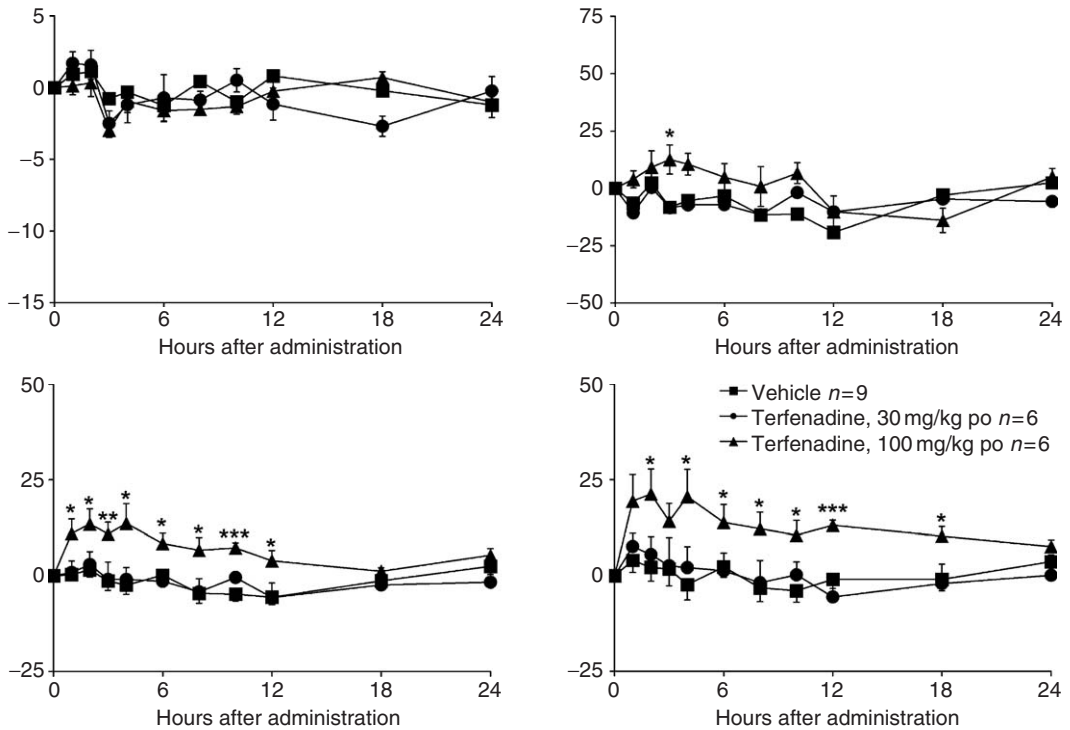 5
0
−5
−10
−15
0 6 12 18 24
Hours after administration
75
50
25
0
−25
−50
*
0 6 12 18 24
Hours after administration
50
25
0
−25
* * ** * * * *** *
0 6 12 18 24
Hours after administration
50
25
0
−25
Vehicle n=9
Terfenadine, 30 mg/kg po n=6
Terfenadine, 100 mg/kg po n=6
* * * * * *** *
0 6 12 18 24
Hours after administration